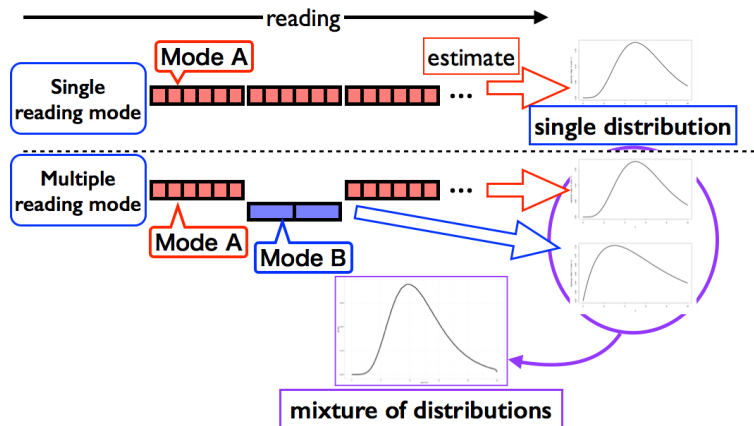 reading
Mode A
estimate
Single
reading mode
...
single distribution
Multiple
reading mode
...
Mode A
Mode B
mixture of distributions